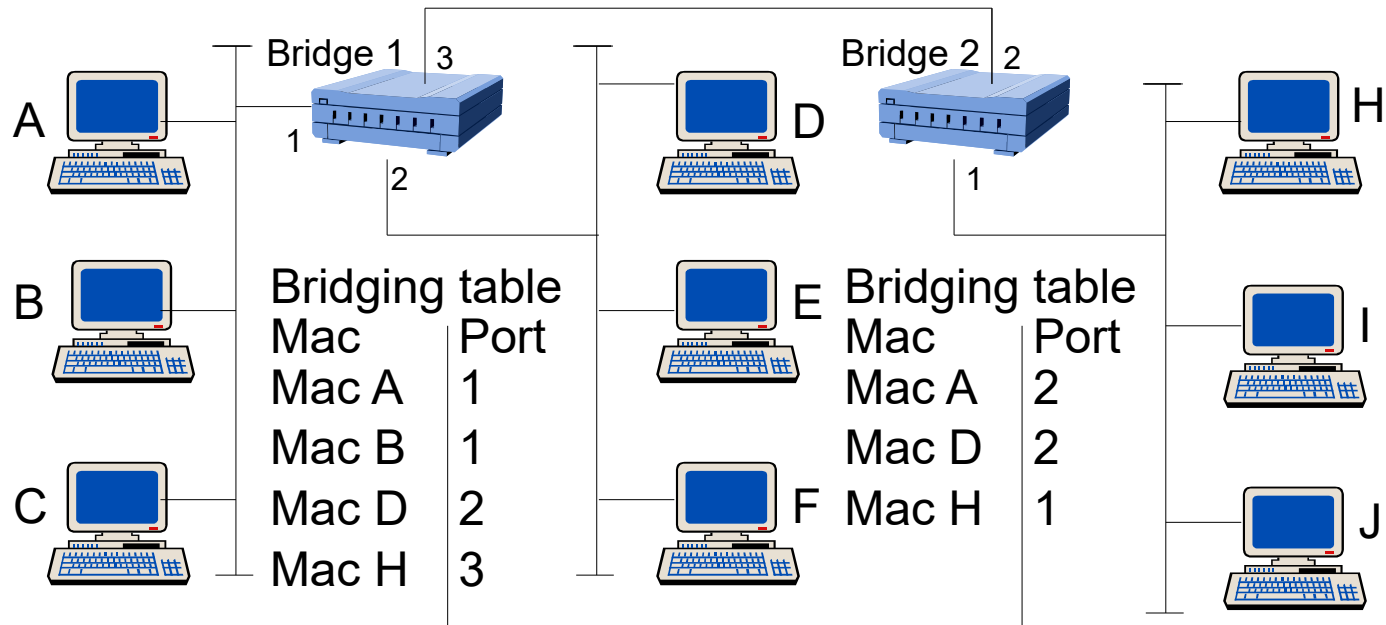 Bridge 1
3
Bridge 2
2
H
A
1
D
2
1
B
E
I
Bridging table
Mac Port
Mac A 1
Mac B 1
Mac D 2
Mac H 3
Bridging table
Mac Port
Mac A 2
Mac D 2
Mac H 1
C
F
J